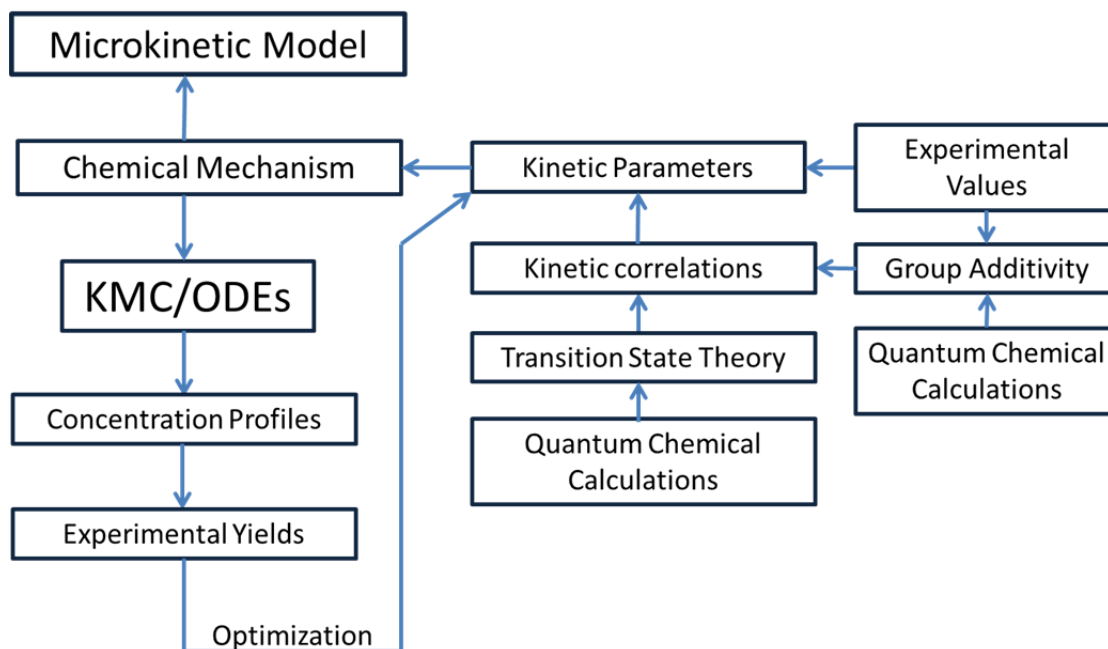 Microkinetic Model
Chemical Mechanism
KMC/ODEs
Concentration Profiles
Experimental Yields
Optimization
Kinetic Parameters
Kinetic correlations
Transition State Theory
Quantum Chemical
Calculations
Experimental
Values
Group Additivity
Quantum Chemical
Calculations